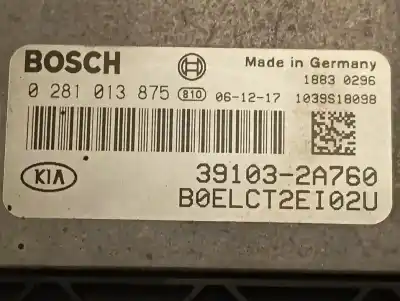 BOSCH
Made in Germany
1883 0296
0 281 013 875 810 06-12-17 1039S18098
KIA
39103-2A760
B0ELCT2EI02U